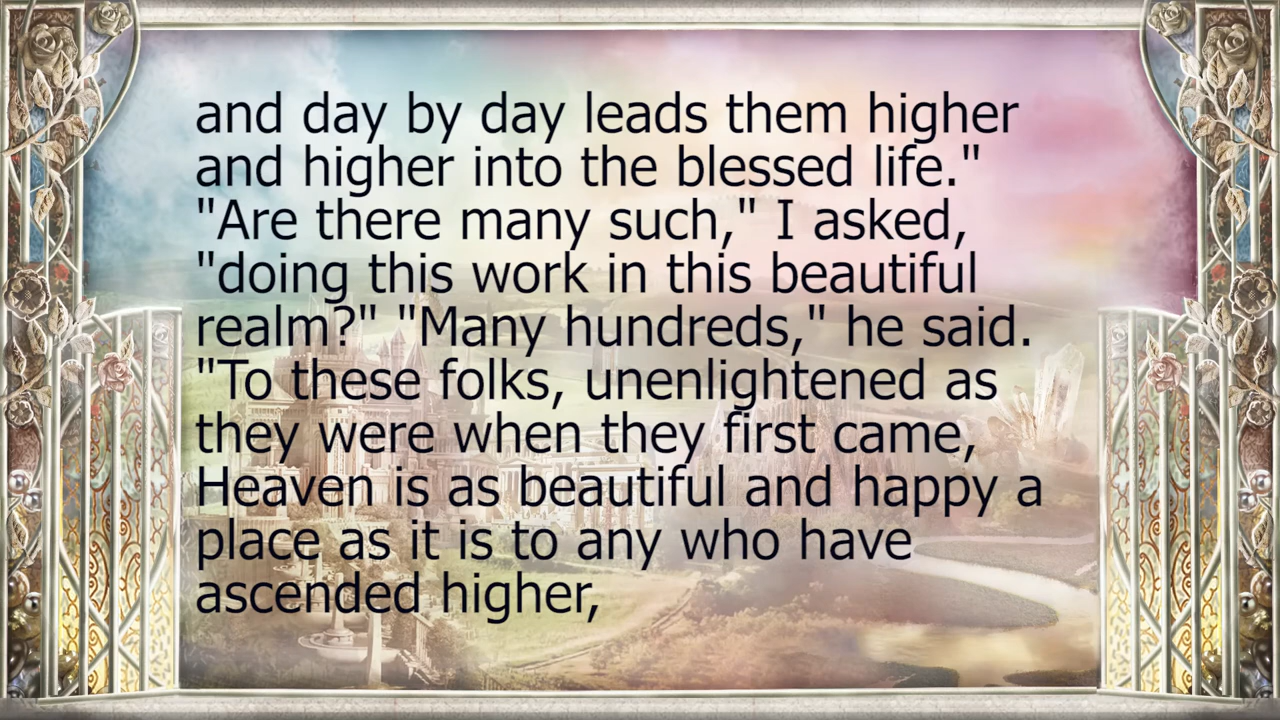 and day by day leads them higher
and higher into the blessed life."
"Are there many such," I asked,
"doing this work in this beautiful
realm?" "Many hundreds," he said.
"To these folks, unenlightened as
they were when they first came,
Heaven is as beautiful and happy a
place as it is to any who have
ascended higher,